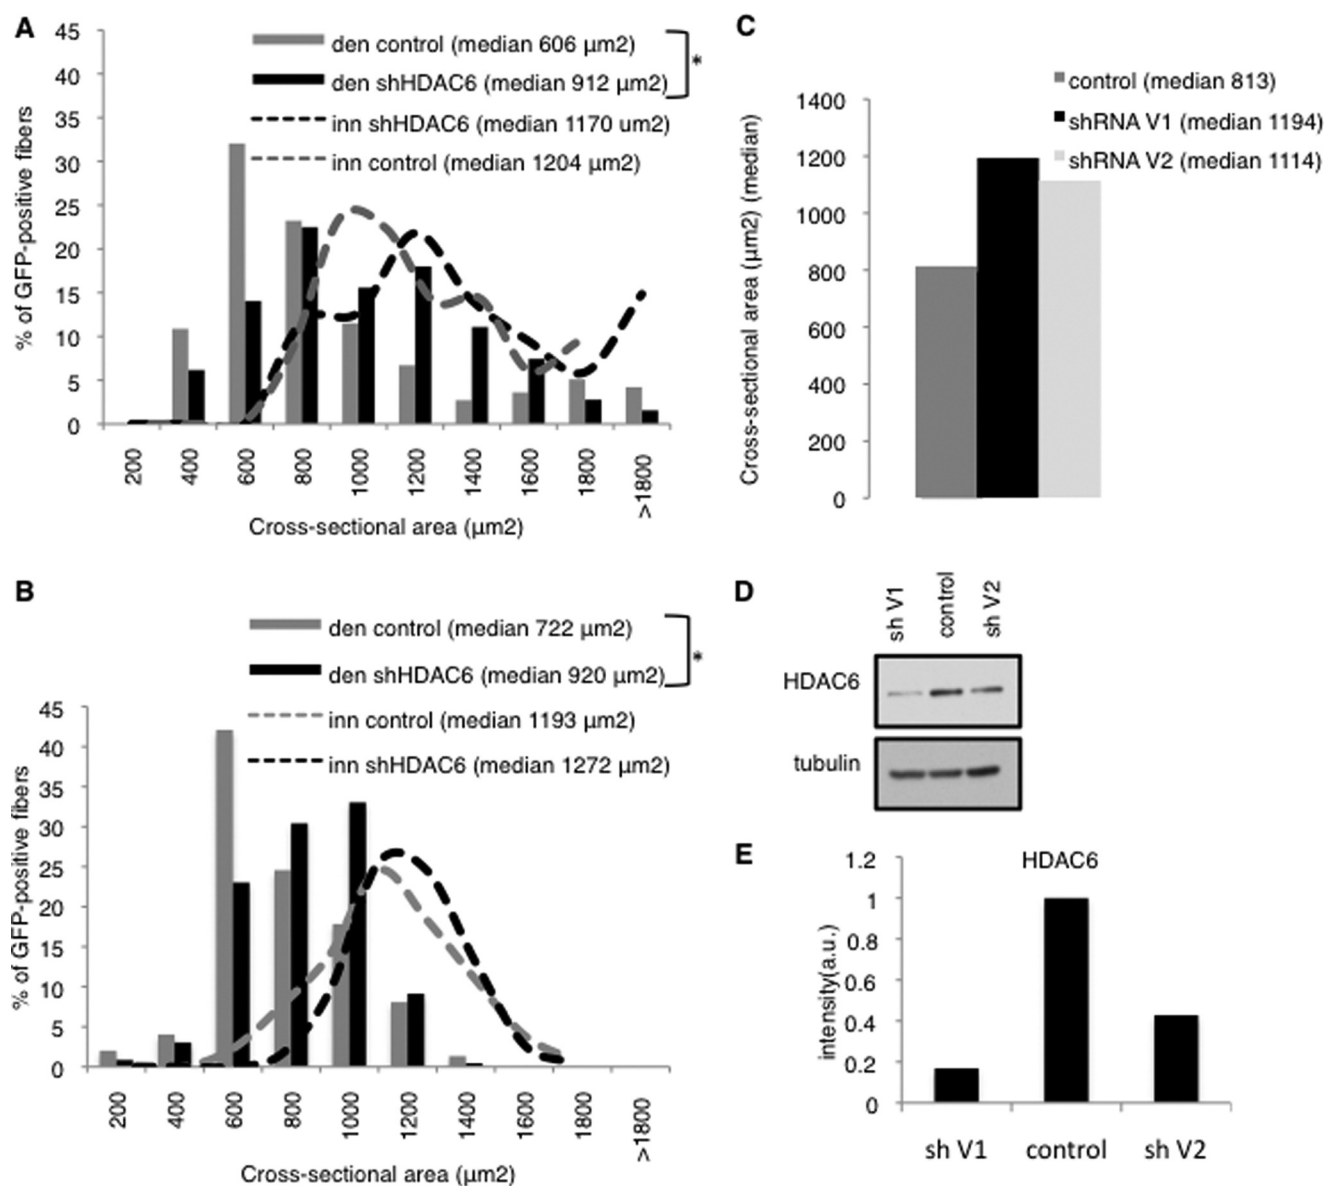 A
45
40
35
30
25
20
15
10
5
0
% of GFP-positive fibers
den control (median 606 µm2)
den shHDAC6 (median 912 µm2)
*
inn shHDAC6 (median 1170 um2)
inn control (median 1204 µm2)
200
400
600
800
1000
1200
1400
1600
1800
>1800
Cross-sectional area (µm2)
B
den control (median 722 µm2)
den shHDAC6 (median 920 µm2)
*
inn control (median 1193 µm2)
inn shHDAC6 (median 1272 µm2)
45
40
35
30
25
20
15
10
5
0
% of GFP-positive fibers
200
400
600
800
1000
1200
1400
1600
1800
>1800
Cross-sectional area (µm2)
C
control (median 813)
shRNA V1 (median 1194)
shRNA V2 (median 1114)
1400
1200
1000
800
600
400
200
0
Cross-sectional area (µm2) (median)
D
sh V1
control
sh V2
HDAC6
tubulin
E
HDAC6
1.2
1
0.8
0.6
0.4
0.2
0
intensity(a.u.)
sh V1
control
sh V2